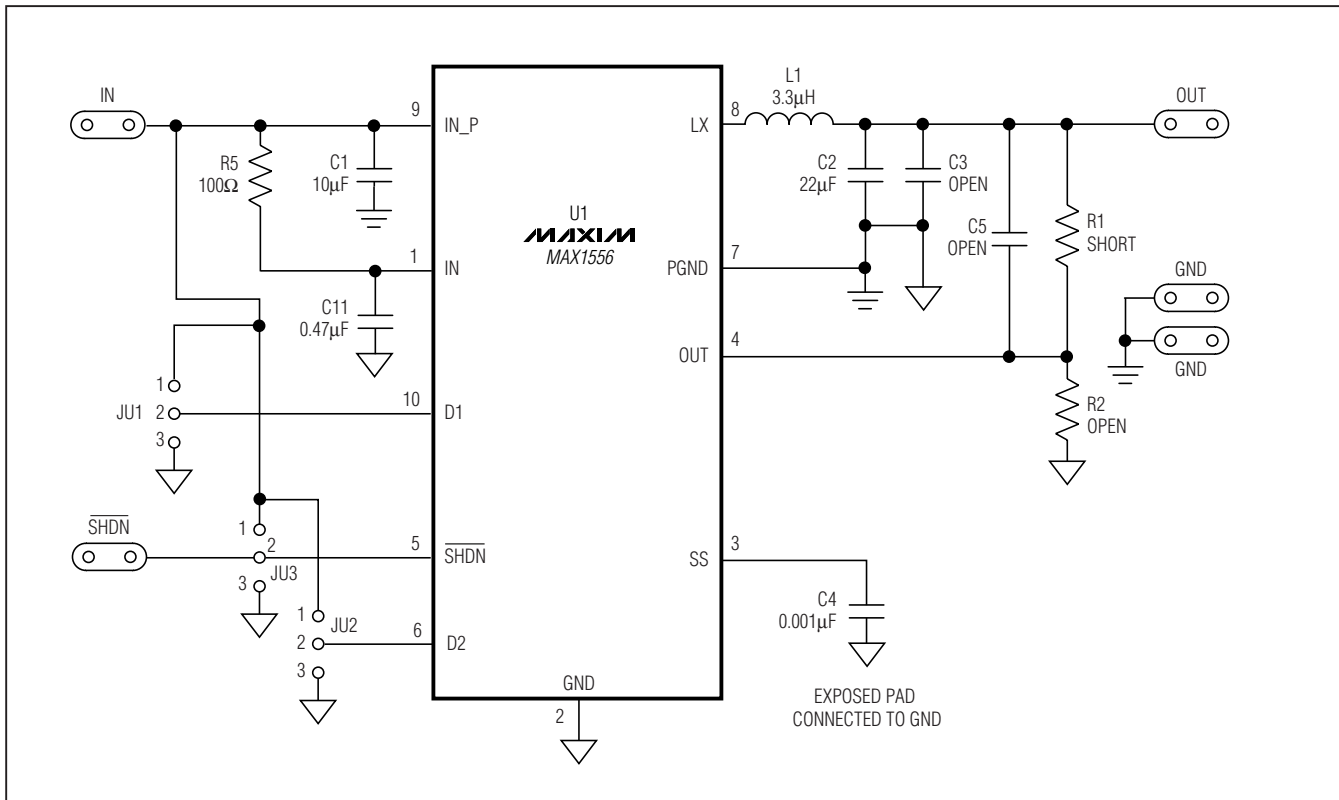 IN
9
IN_P
R5
100Ω
C1
10µF
1
IN
C11
0.47µF
1
JU1
2
3
10
D1
SHDN
1
2
JU3
3
5
SHDN
1
JU2
2
3
6
D2
U1
MAXIM
MAX1556
GND
2
LX
8
L1
3.3µH
C2
22µF
C3
OPEN
C5
OPEN
R1
SHORT
OUT
PGND
7
GND
GND
OUT
4
R2
OPEN
SS
3
C4
0.001µF
EXPOSED PAD
CONNECTED TO GND